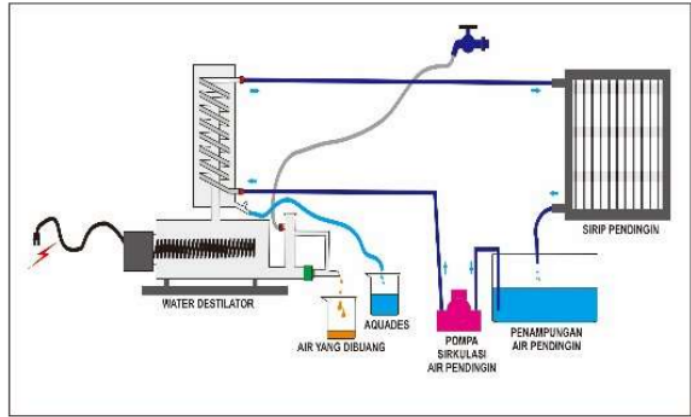 SIRIP PENDINGIN
WATER DESTILATOR
AQUADES
AIR YANG DIBUANG
POMPA
SIRKULASI
AIR PENDINGIN
PENAMPUNGAN
AIR PENDINGIN